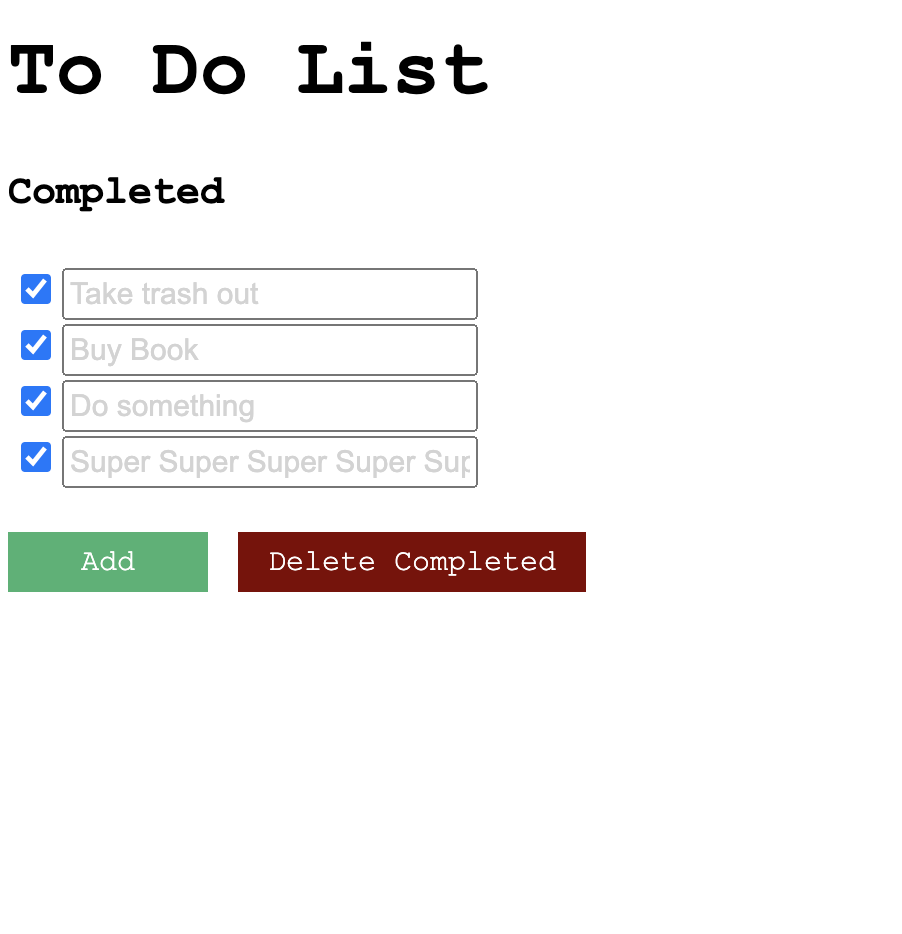 To Do List
Completed
Take trash out
Buy Book
Do something
Super Super Super Super Sup
Add
Delete Completed